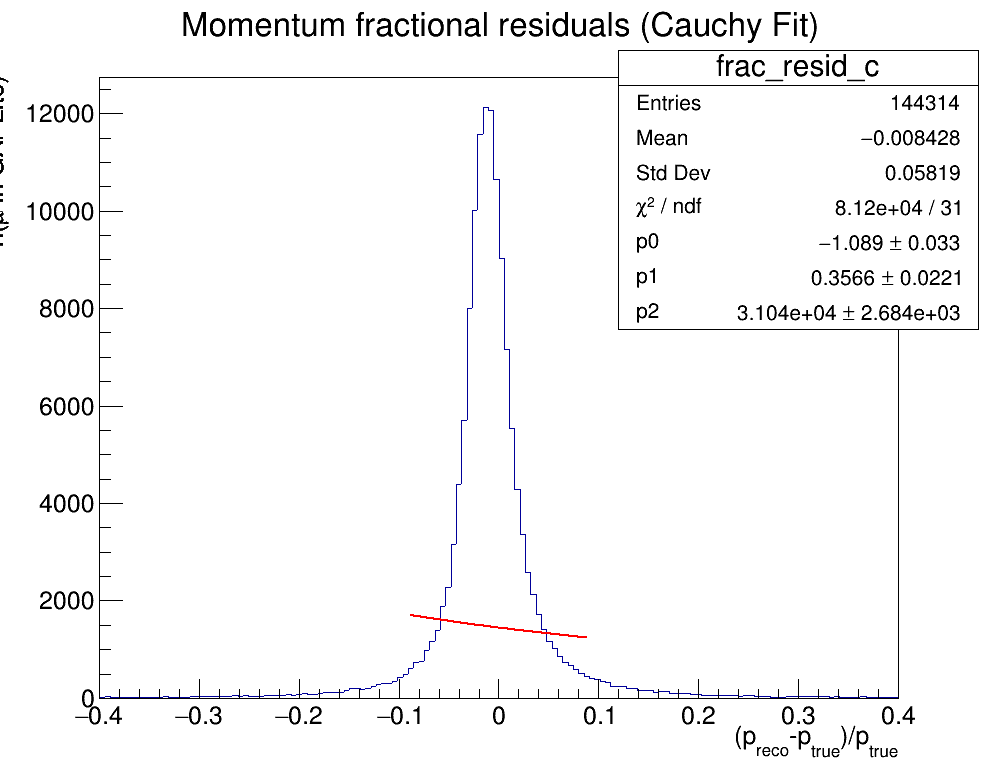 Momentum fractional residuals (Cauchy Fit)
frac_resid_c
Entries 144314
Mean −0.008428
Std Dev 0.05819
χ² / ndf 8.12e+04 / 31
p0 −1.089 ± 0.033
p1 0.3566 ± 0.0221
p2 3.104e+04 ± 2.684e+03
12000
10000
8000
6000
4000
2000
0
−0.4 −0.3 −0.2 −0.1 0 0.1 0.2 0.3 0.4
(p_reco-p_true)/p_true